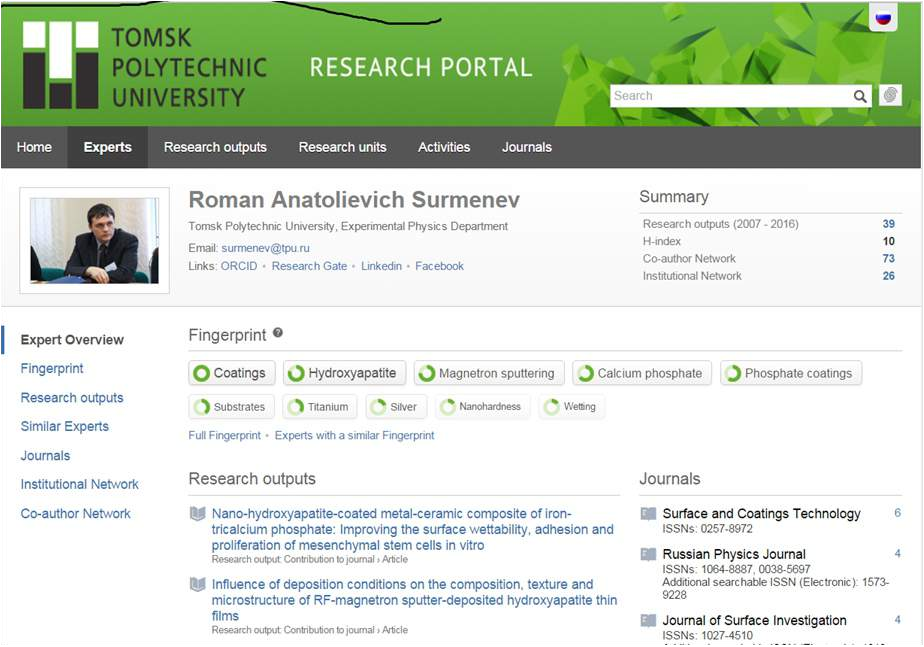 TOMSK
POLYTECHNIC
UNIVERSITY
RESEARCH PORTAL
Search
Home
Experts
Research outputs
Research units
Activities
Journals
Roman Anatolievich Surmenev
Tomsk Polytechnic University, Experimental Physics Department
Email: surmenev@tpu.ru
Links: ORCID • Research Gate • Linkedin • Facebook
Summary
Research outputs (2007 - 2016) 39
H-index 10
Co-author Network 73
Institutional Network 26
Expert Overview
Fingerprint
Research outputs
Similar Experts
Journals
Institutional Network
Co-author Network
Fingerprint ?
Coatings Hydroxyapatite Magnetron sputtering Calcium phosphate Phosphate coatings
Substrates Titanium Silver Nanohardness Wetting
Full Fingerprint • Experts with a similar Fingerprint
Research outputs
Nano-hydroxyapatite-coated metal-ceramic composite of iron-
tricalcium phosphate: Improving the surface wettability, adhesion and
proliferation of mesenchymal stem cells in vitro
Research output: Contribution to journal › Article
Influence of deposition conditions on the composition, texture and
microstructure of RF-magnetron sputter-deposited hydroxyapatite thin
films
Research output: Contribution to journal › Article
Journals
Surface and Coatings Technology 6
ISSNs: 0257-8972
Russian Physics Journal 4
ISSNs: 1064-8887, 0038-5697
Additional searchable ISSN (Electronic): 1573-
9228
Journal of Surface Investigation 4
ISSNs: 1027-4510